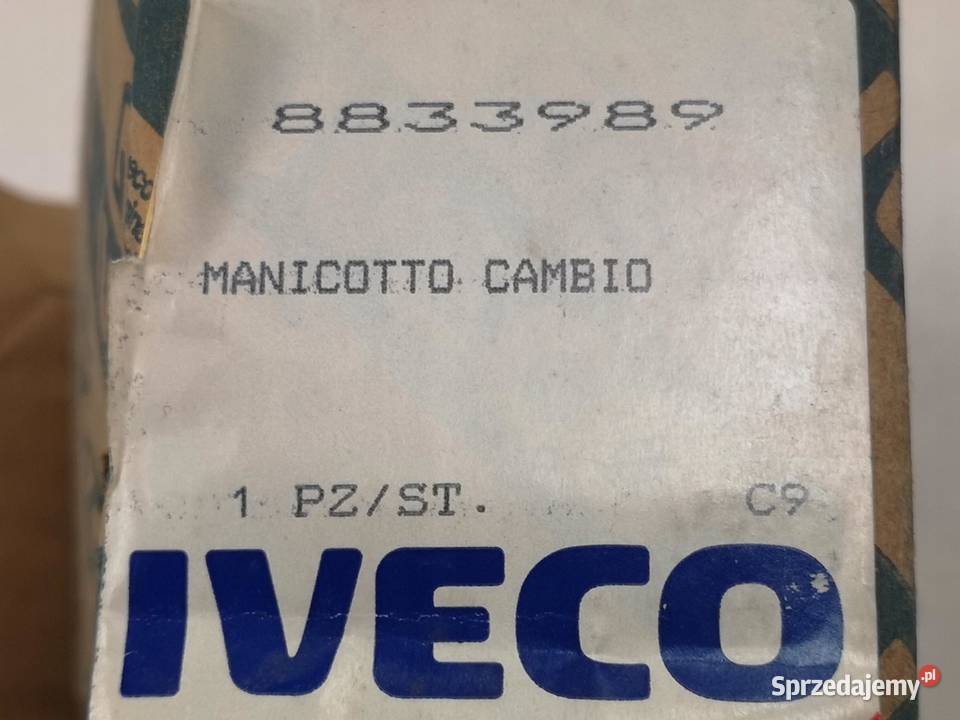 8833989
MANICOTTO CAMBIO
1 PZ/ST. C9
IVECO
Sprzedajemy.pl